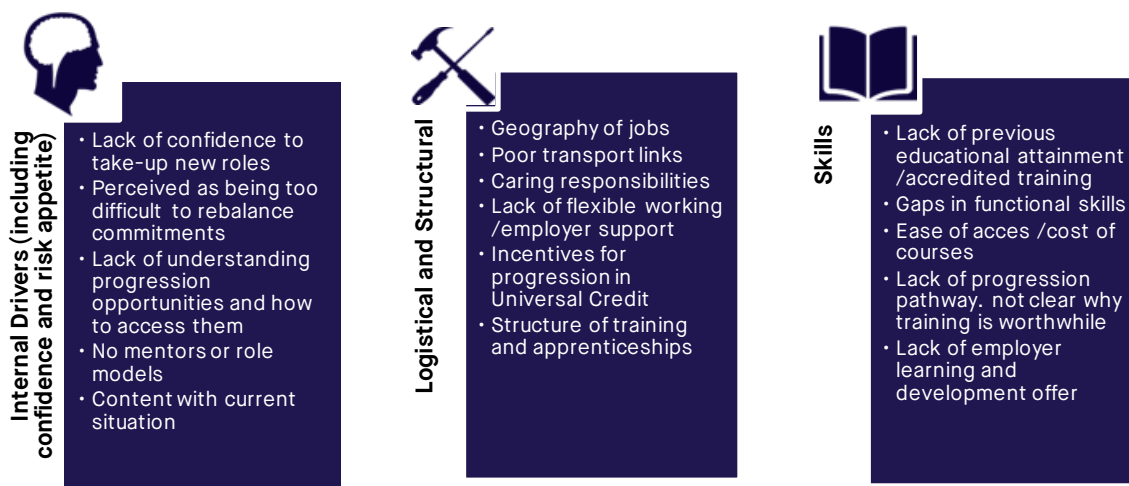 Internal Drivers (including
confidence and risk appetite)
• Lack of confidence to
take-up new roles
• Perceived as being too
difficult to rebalance
commitments
• Lack of understanding
progression
opportunities and how
to access them
• No mentors or role
models
• Content with current
situation
Logistical and Structural
• Geography of jobs
• Poor transport links
• Caring responsibilities
• Lack of flexible working
/employer support
• Incentives for
progression in
Universal Credit
• Structure of training
and apprenticeships
Skills
• Lack of previous
educational attainment
/accredited training
• Gaps in functional skills
• Ease of acces /cost of
courses
• Lack of progression
pathway. not clear why
training is worthwhile
• Lack of employer
learning and
development offer